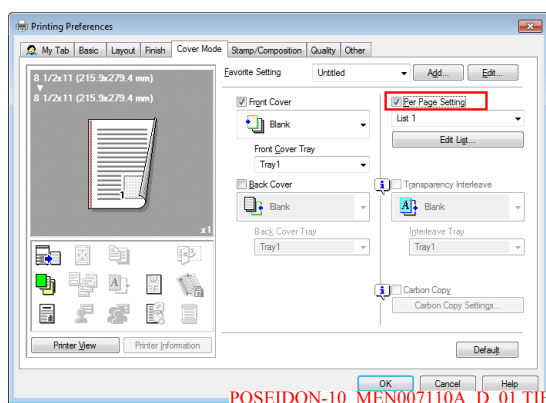 Printing Preferences
My Tab Basic Layout Finish Cover Mode Stamp/Composition Quality Other
8 1/2x11 (215.9x279.4 mm)
8 1/2x11 (215.9x279.4 mm)
1
x1
Favorite Setting Untitled Add... Edit...
Front Cover
Blank
Front Cover Tray
Tray1
Back Cover
Blank
Back Cover Tray
Tray1
Per Page Setting
List 1
Edit List...
Transparency Interleave
Blank
Interleave Tray
Tray1
Carbon Copy
Carbon Copy Settings...
Printer View Printer Information
Default
OK Cancel Help
POSEIDON-10_MEN007110A_D_01.TIF